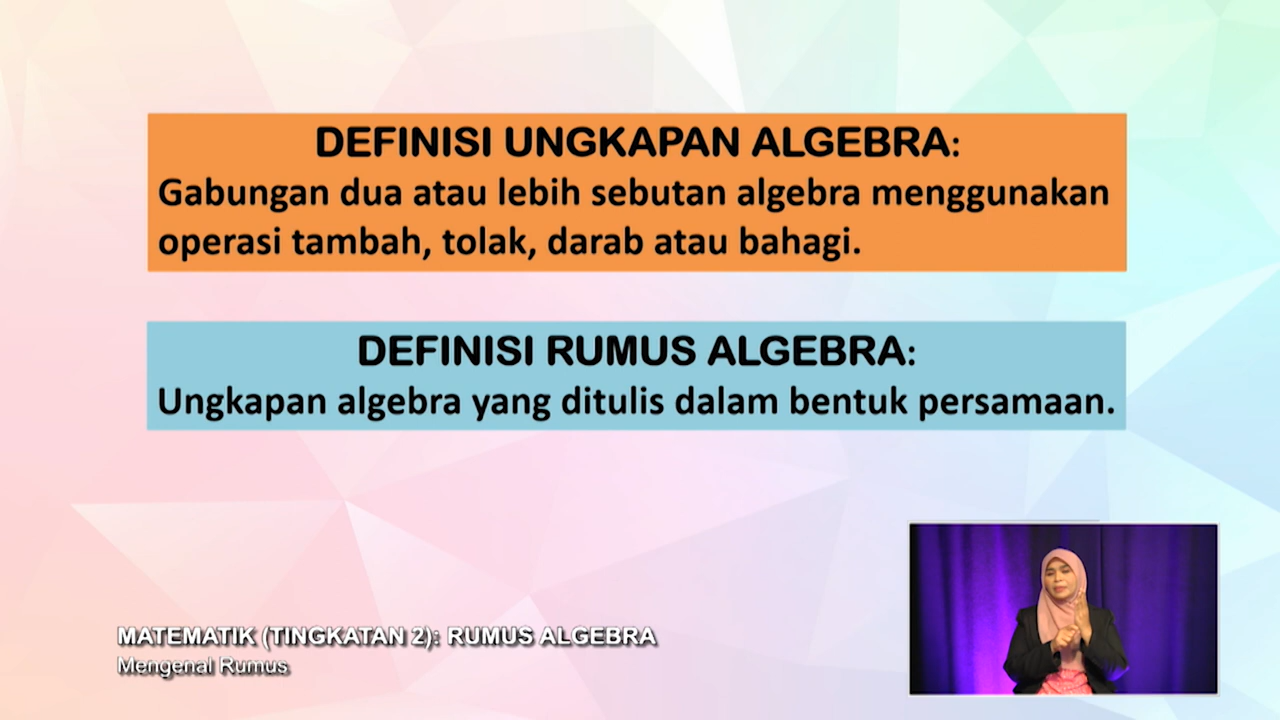 DEFINISI UNGKAPAN ALGEBRA:
Gabungan dua atau lebih sebutan algebra menggunakan
operasi tambah, tolak, darab atau bahagi.
DEFINISI RUMUS ALGEBRA:
Ungkapan algebra yang ditulis dalam bentuk persamaan.
MATEMATIK (TINGKATAN 2): RUMUS ALGEBRA
Mengenal Rumus